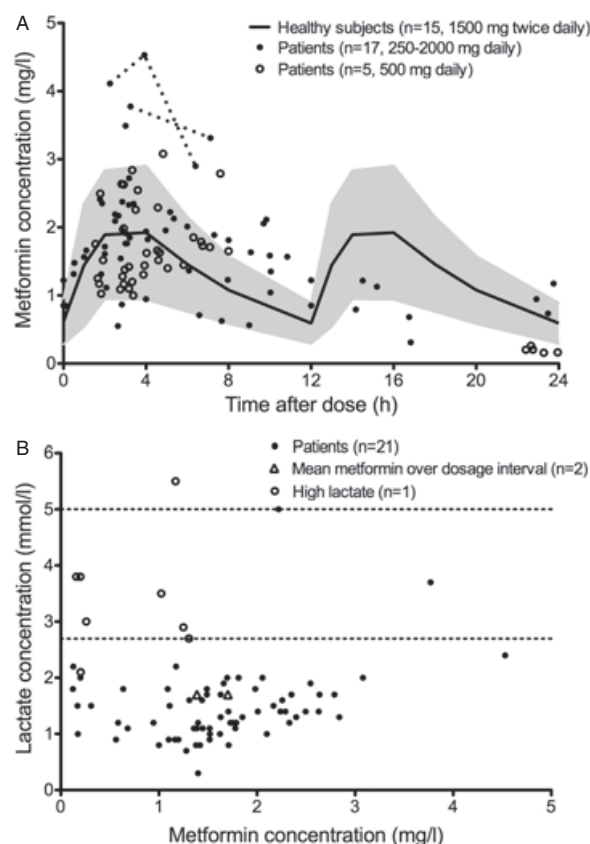 A
Healthy subjects (n=15, 1500 mg twice daily)
Patients (n=17, 250-2000 mg daily)
Patients (n=5, 500 mg daily)
Metformin concentration (mg/l)
5
4
3
2
1
0
0 4 8 12 16 20 24
Time after dose (h)
B
Patients (n=21)
Mean metformin over dosage interval (n=2)
High lactate (n=1)
Lactate concentration (mmol/l)
6
5
4
3
2
1
0
0 1 2 3 4 5
Metformin concentration (mg/l)